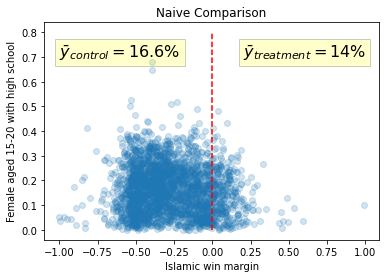 Naive Comparison
ȳcontrol = 16.6%
ȳtreatment = 14%
Female aged 15-20 with high school
0.8
0.7
0.6
0.5
0.4
0.3
0.2
0.1
0.0
−1.00 −0.75 −0.50 −0.25 0.00 0.25 0.50 0.75 1.00
Islamic win margin